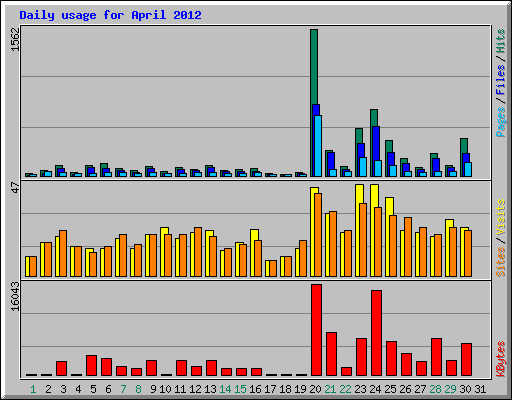 Daily usage for April 2012
1562
Pages / Files / Hits
47
Sites / Visits
16043
KBytes
1 2 3 4 5 6 7 8 9 10 11 12 13 14 15 16 17 18 19 20 21 22 23 24 25 26 27 28 29 30 31